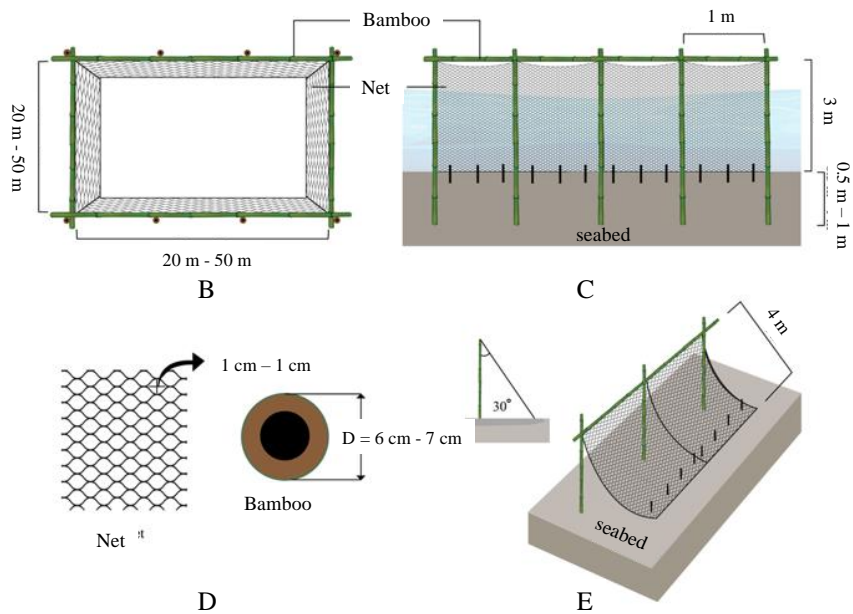 Bamboo
Net
20 m - 50 m
20 m - 50 m
B
1 m
3 m
0.5 m – 1 m
seabed
C
1 cm – 1 cm
D = 6 cm - 7 cm
Bamboo
Net et
D
4 m
30°
seabed
E